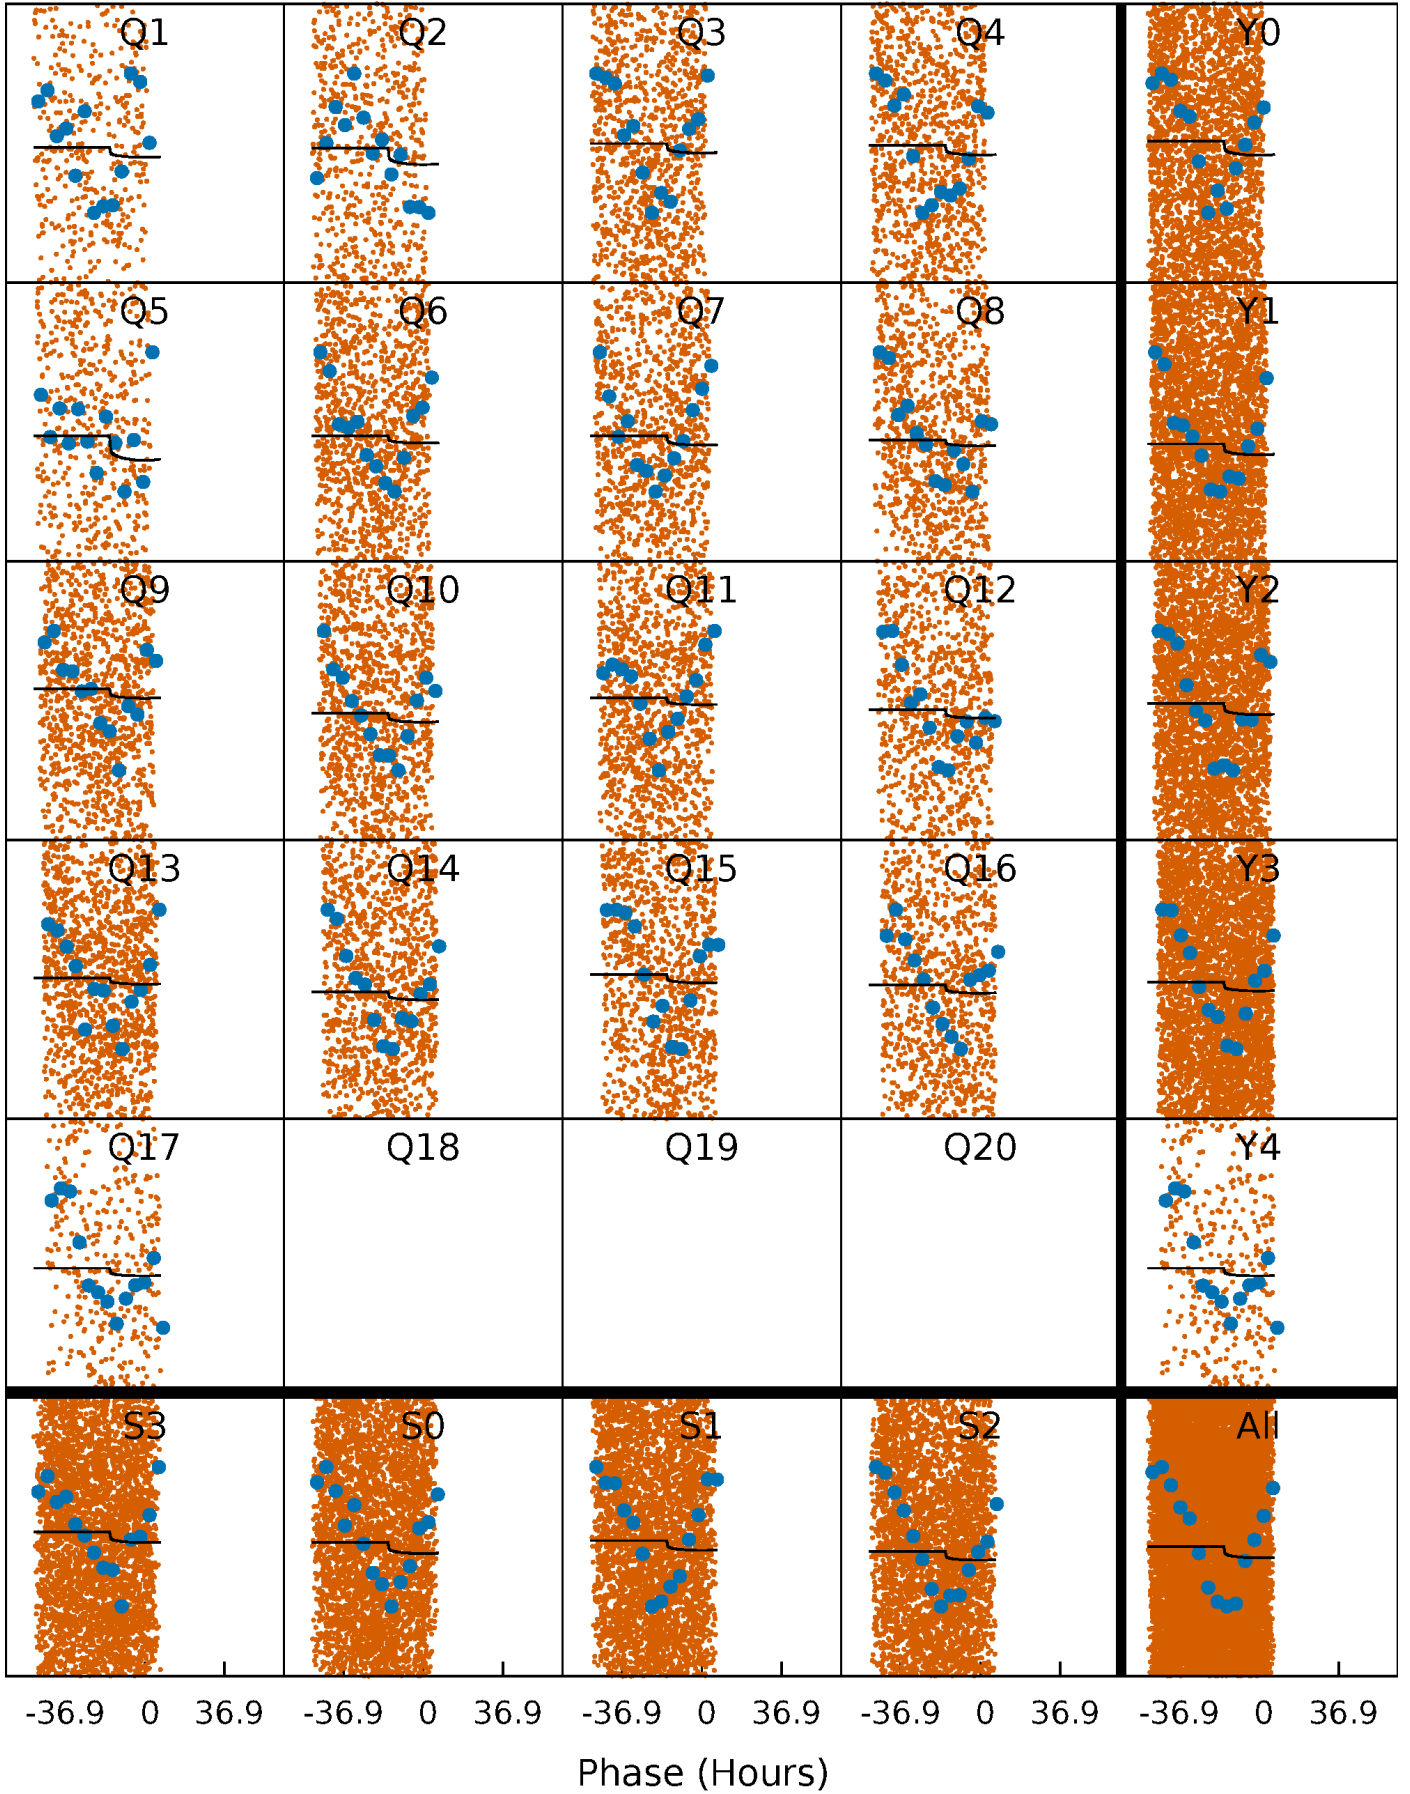 Q1 Q2 Q3 Q4 Y0
Q5 Q6 Q7 Q8 Y1
Q9 Q10 Q11 Q12 Y2
Q13 Q14 Q15 Q16 Y3
Q17 Q18 Q19 Q20 Y4
S3 S0 S1 S2 All
-36.9 0 36.9 -36.9 0 36.9 -36.9 0 36.9 -36.9 0 36.9 -36.9 0 36.9
Phase (Hours)